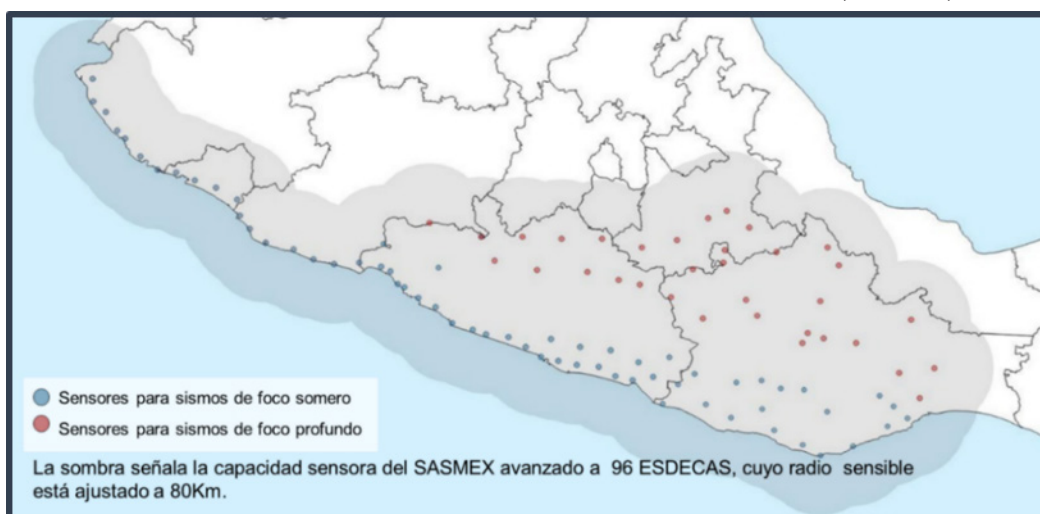 Sensores para sismos de foco somero
Sensores para sismos de foco profundo
La sombra señala la capacidad sensora del SASMEX avanzado a 96 ESDECAS, cuyo radio sensible
está ajustado a 80Km.